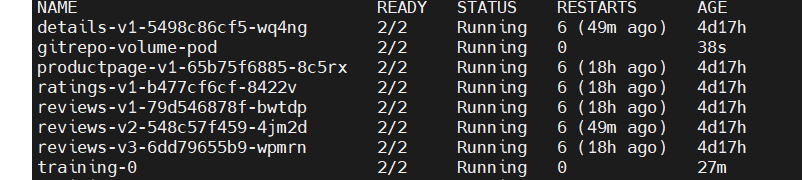 NAME READY STATUS RESTARTS AGE
details-v1-5498c86cf5-wq4ng 2/2 Running 6 (49m ago) 4d17h
gitrepo-volume-pod 2/2 Running 0 38s
productpage-v1-65b75f6885-8c5rx 2/2 Running 6 (18h ago) 4d17h
ratings-v1-b477cf6cf-8422v 2/2 Running 6 (18h ago) 4d17h
reviews-v1-79d546878f-bwtdp 2/2 Running 6 (18h ago) 4d17h
reviews-v2-548c57f459-4jm2d 2/2 Running 6 (49m ago) 4d17h
reviews-v3-6dd79655b9-wpmrn 2/2 Running 6 (18h ago) 4d17h
training-0 2/2 Running 0 27m